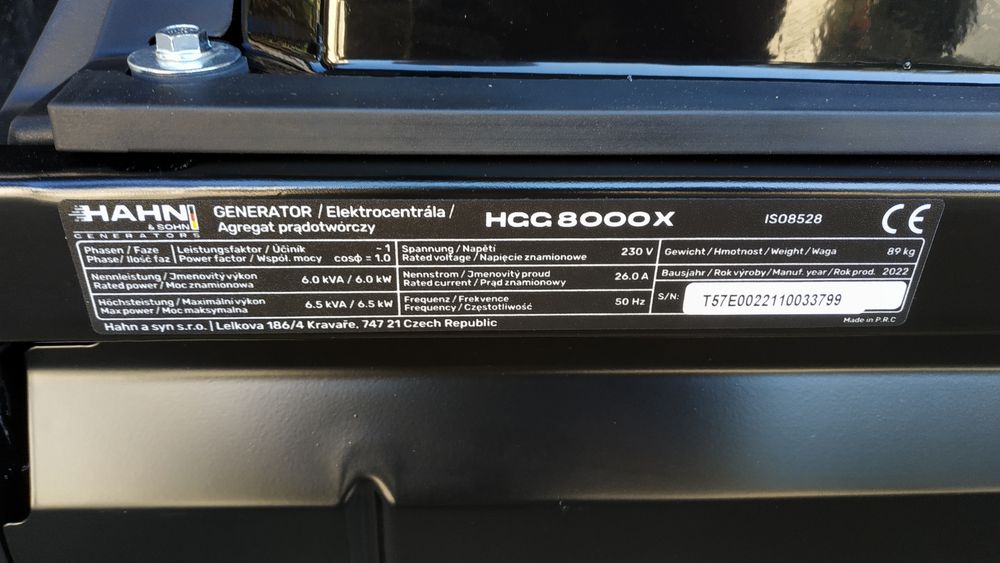 HAHN
& SOHN
GENERATORS
GENERATOR / Elektrocentrála /
Agregat prądotwórczy
HGG 8000X
ISO8528
CE
Phasen / Faze
Phase/ Ilość faz
Leistungsfaktor / Účiník ~ 1
Power factor / Współ. mocy cosϕ = 1.0
Nennleistung / Jmenovitý výkon
Rated power / Moc znamionowa
6.0 kVA / 6.0 kW
Höchsteistung / Maximální výkon
Max power / Moc maksymalna
6.5 kVA / 6.5 kW
Spannung / Napětí
Rated voltage / Napięcie znamionowe
230 V
Nennstrom / Jmenovitý proud
Rated current / Prąd znamionowy
26.0 A
Frequenz / Frekvence
Frequency / Częstotliwość
50 Hz
Gewicht / Hmotnost / Weight / Waga 89 kg
Bausjahr / Rok výroby / Manuf. year / Rok prod. 2022
S/N: T57E0022110033799
Made in P.R.C
Hahn a syn s.r.o. | Lelkova 186/4 Kravaře, 747 21 Czech Republic